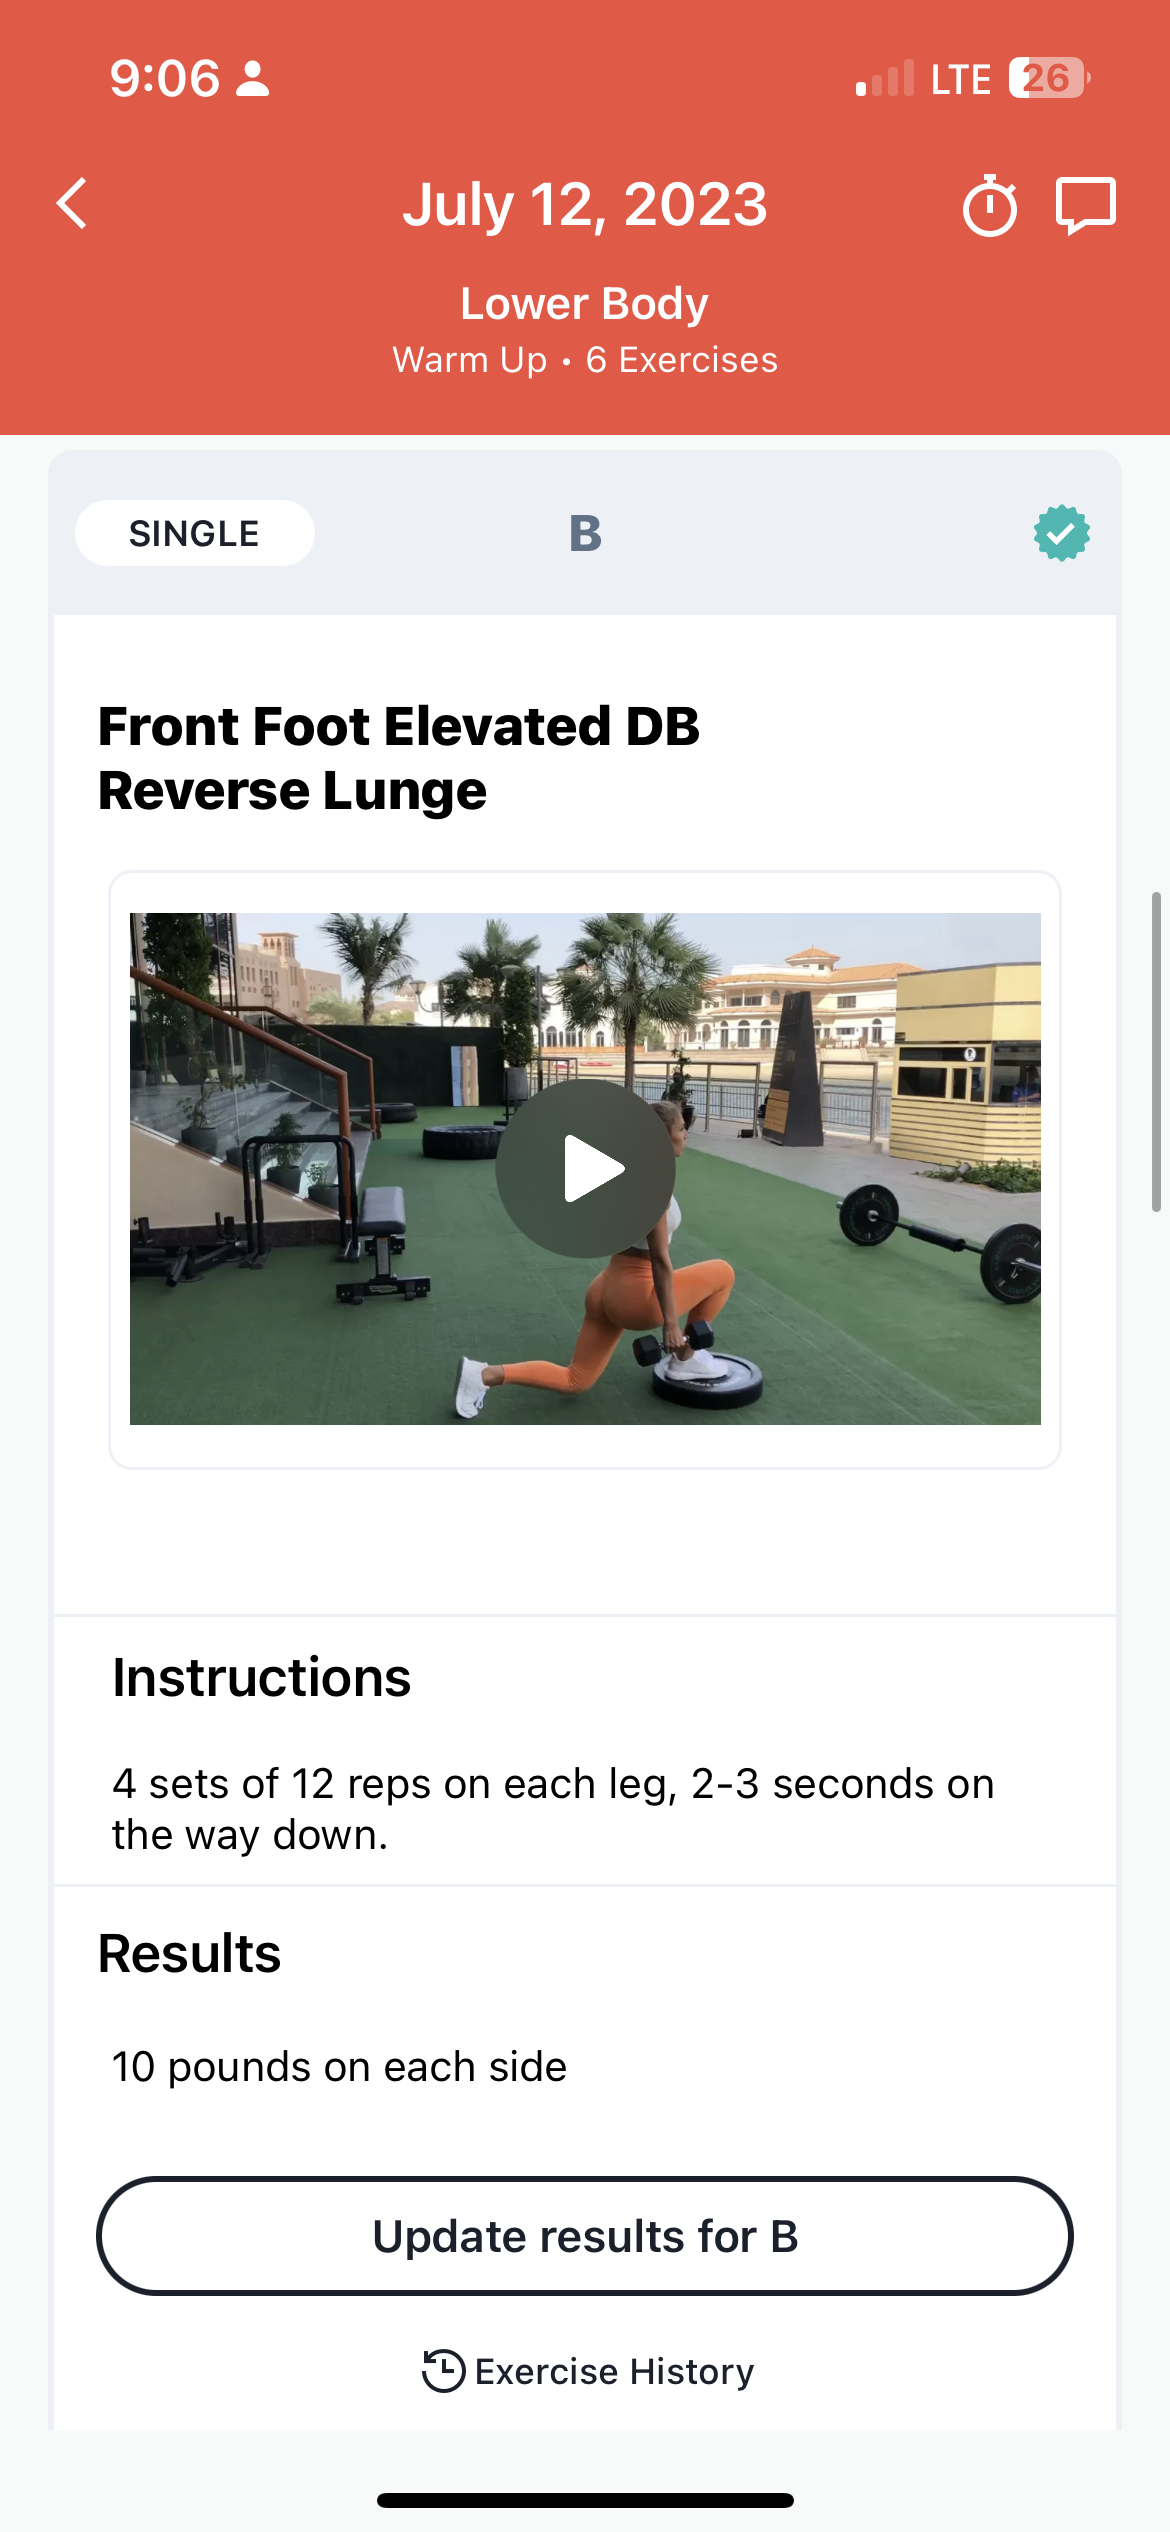 9:06
LTE 26
July 12, 2023
Lower Body
Warm Up • 6 Exercises
SINGLE
B
Front Foot Elevated DB
Reverse Lunge
Instructions
4 sets of 12 reps on each leg, 2-3 seconds on
the way down.
Results
10 pounds on each side
Update results for B
Exercise History